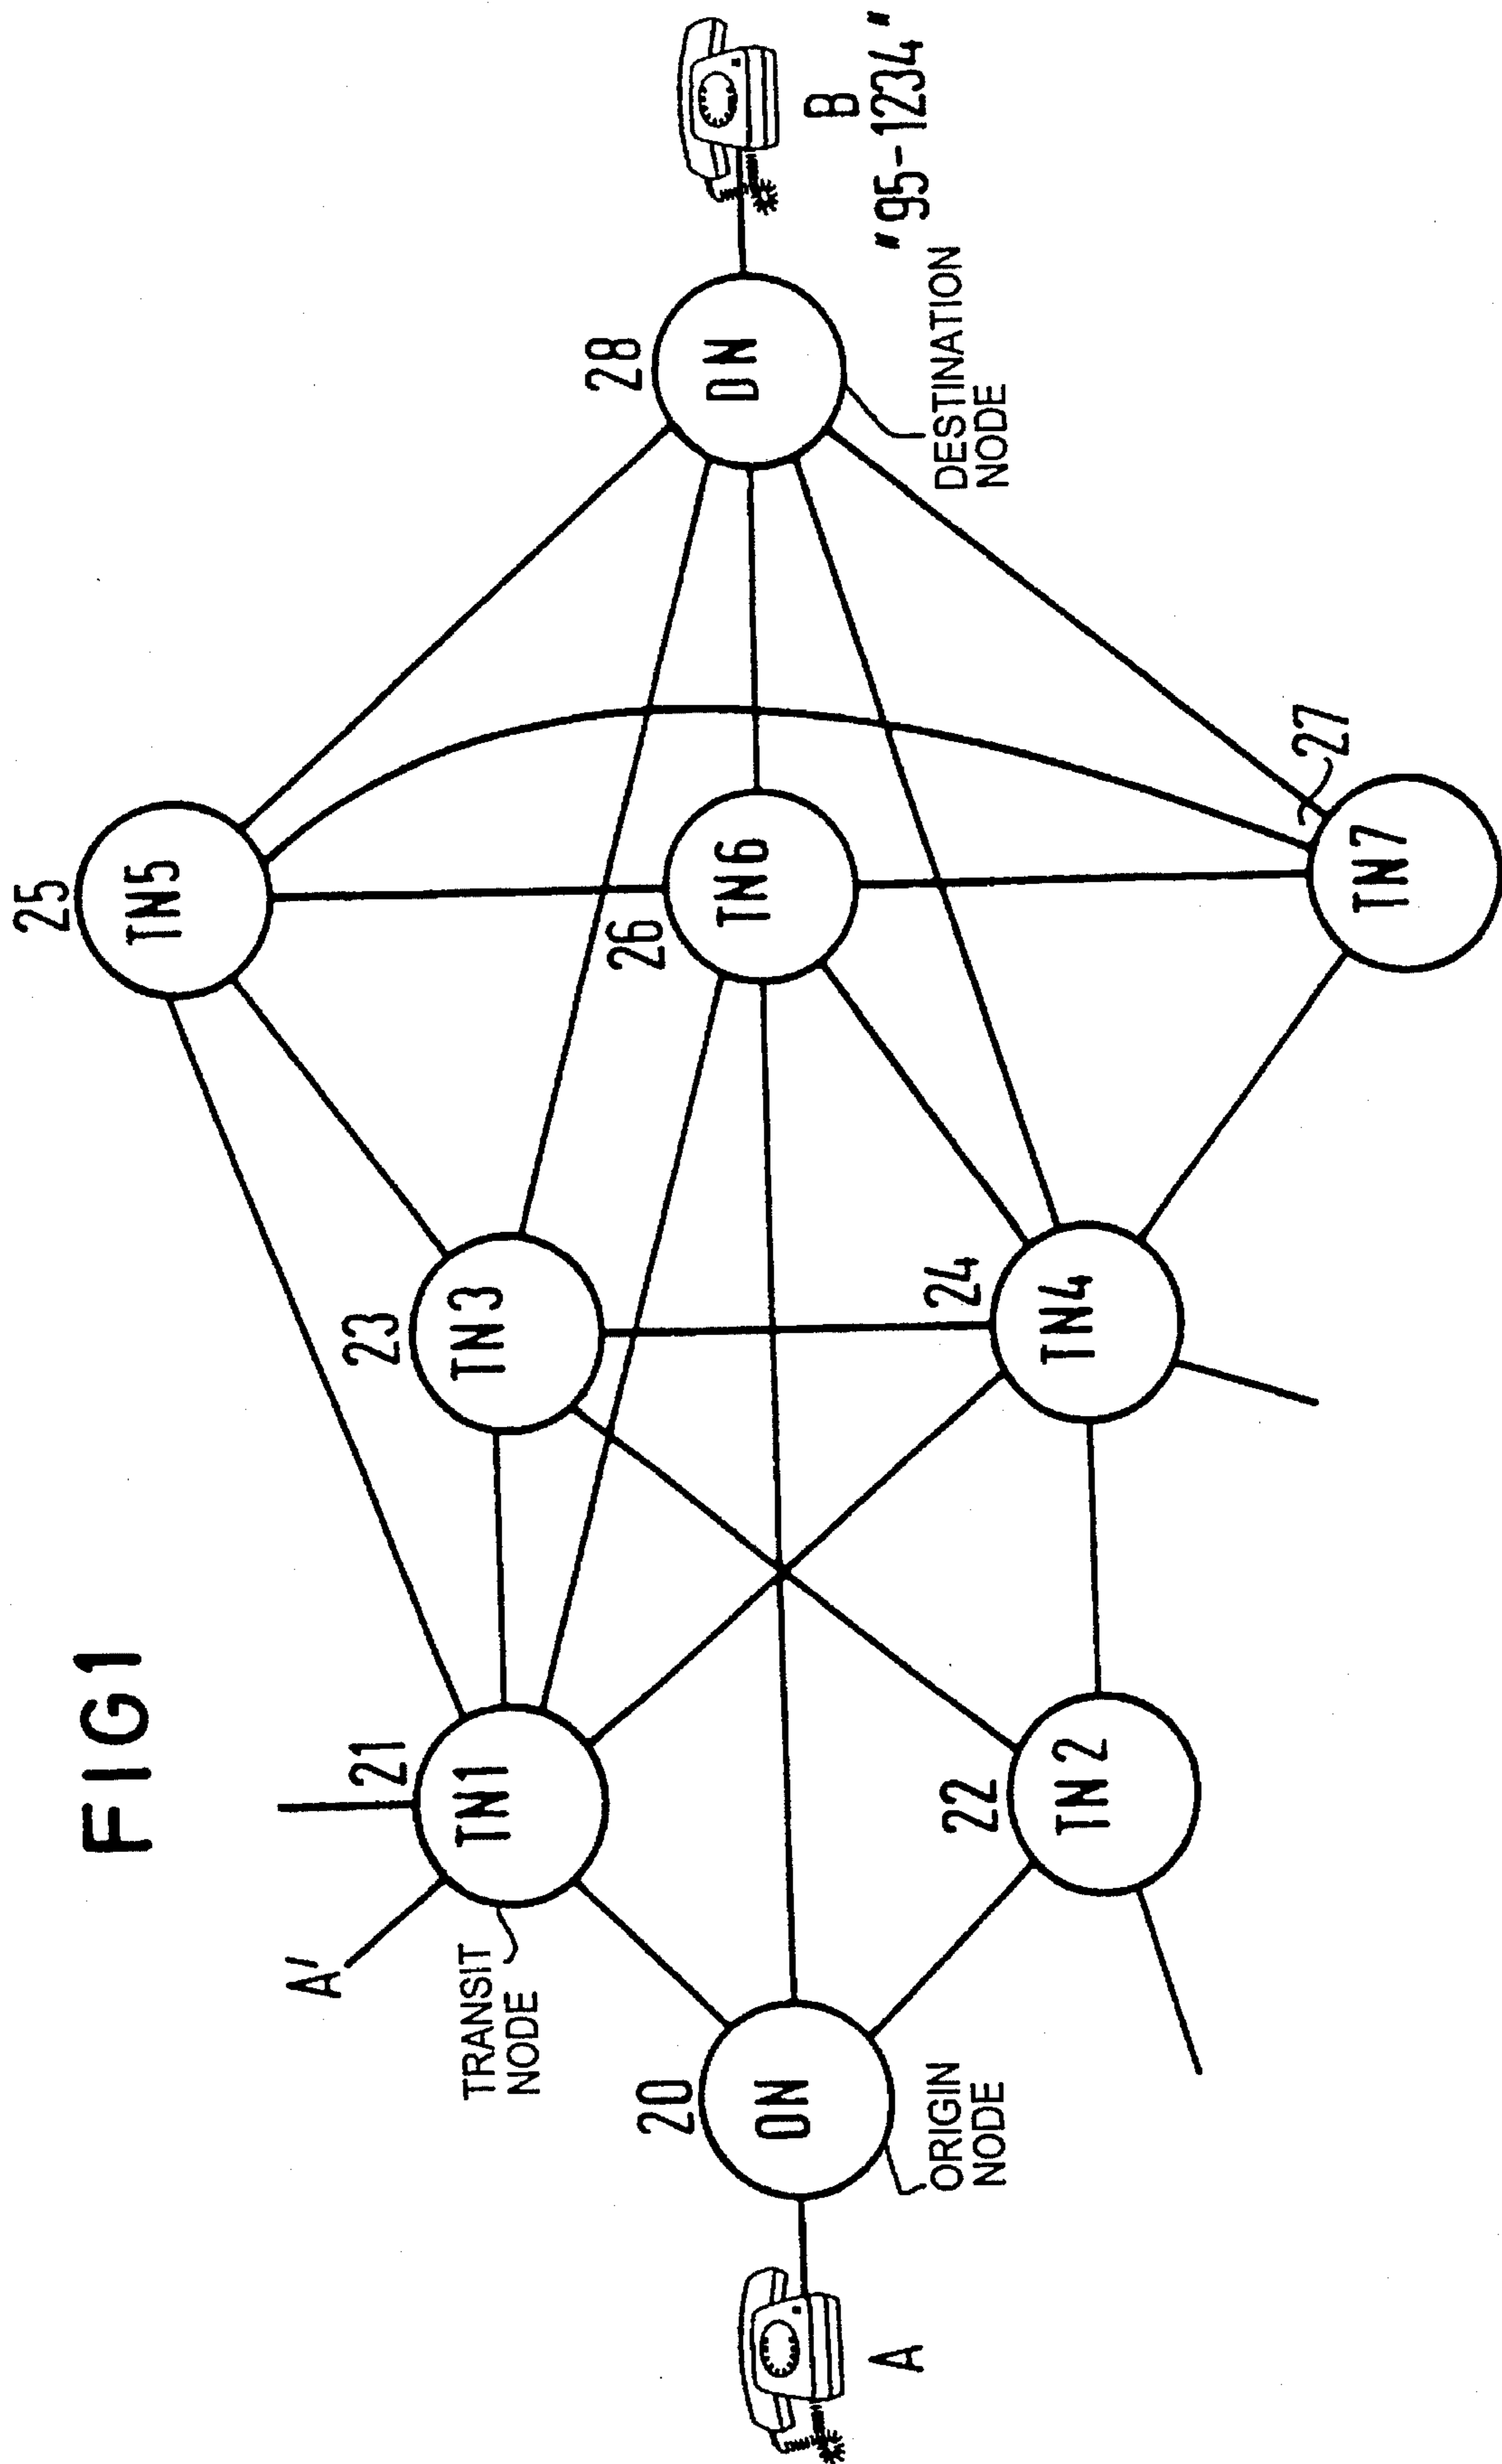 FIG1
25
TN5
A'
21
TN1
TRANSIT
NODE
23
TN3
28
DN
B
"95-1234"
DESTINATION
NODE
26
TN6
20
ON
ORIGIN
NODE
A
24
TN4
22
TN2
27
TN7